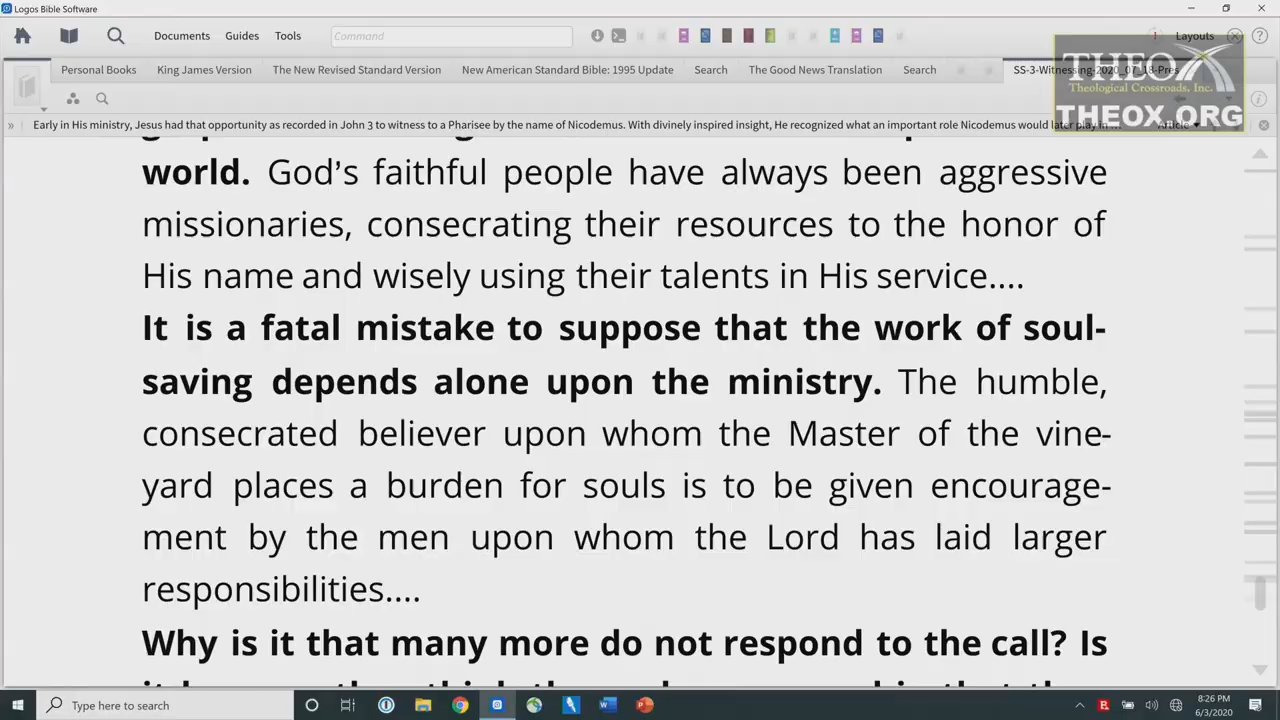 Logos Bible Software
Documents Guides Tools Command Layouts
Personal Books King James Version The New Revised Standard New American Standard Bible: 1995 Update Search The Good News Translation Search SS-3-Witnessing-2020_07_18-Pres
THEOX
Theological Crossroads, Inc.
THEOX.ORG
» Early in His ministry, Jesus had that opportunity as recorded in John 3 to witness to a Pharisee by the name of Nicodemus. With divinely inspired insight, He recognized what an important role Nicodemus would later play in ... Article
world. God's faithful people have always been aggressive
missionaries, consecrating their resources to the honor of
His name and wisely using their talents in His service....
It is a fatal mistake to suppose that the work of soul-
saving depends alone upon the ministry. The humble,
consecrated believer upon whom the Master of the vine-
yard places a burden for souls is to be given encourage-
ment by the men upon whom the Lord has laid larger
responsibilities....
Why is it that many more do not respond to the call? Is
Type here to search
8:26 PM
6/3/2020